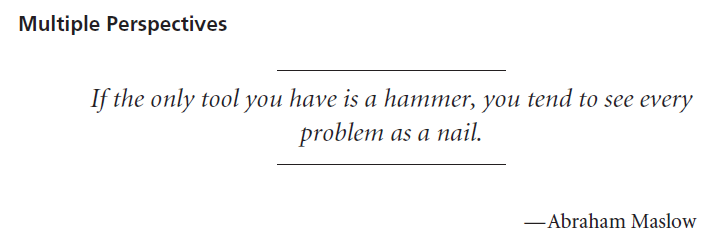 Multiple Perspectives
If the only tool you have is a hammer, you tend to see every
problem as a nail.
—Abraham Maslow